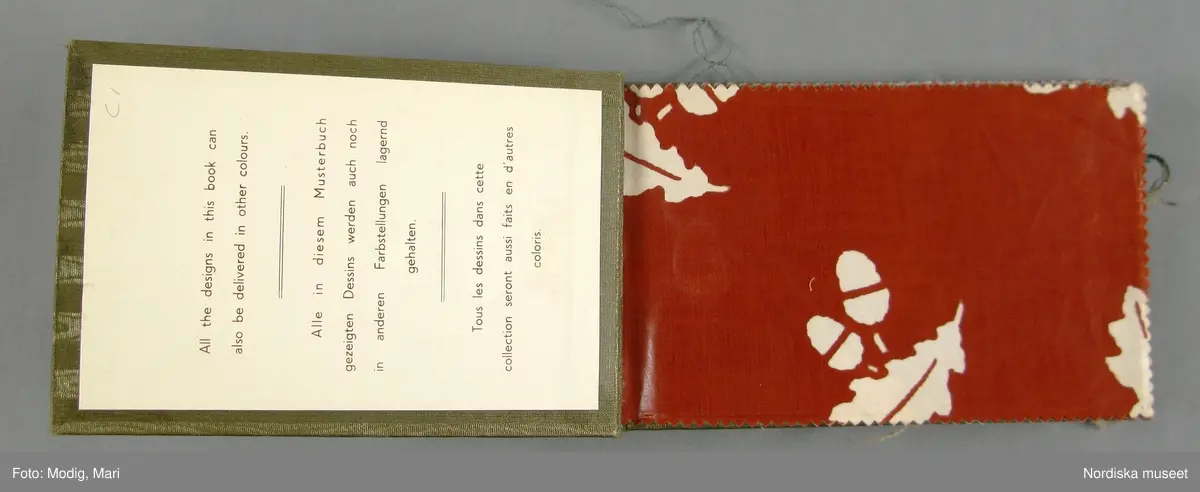 C1
All the designs in this book can
also be delivered in other colours.
Alle in diesem Musterbuch
gezeigten Dessins werden auch noch
in anderen Farbstellungen lagernd
gehalten.
Tous les dessins dans cette
collection seront aussi faits en d'autres
coloris.
Foto: Modig, Mari
Nordiska museet